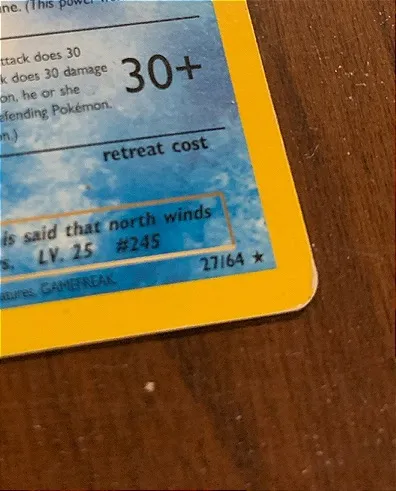 ne. (This power
ttack does 30
k does 30 damage
on, he or she
efending Pokémon.
on.)
30+
retreat cost
is said that north winds
s. LV. 25 #245
27/64 ★
atures, GAMEFREAK